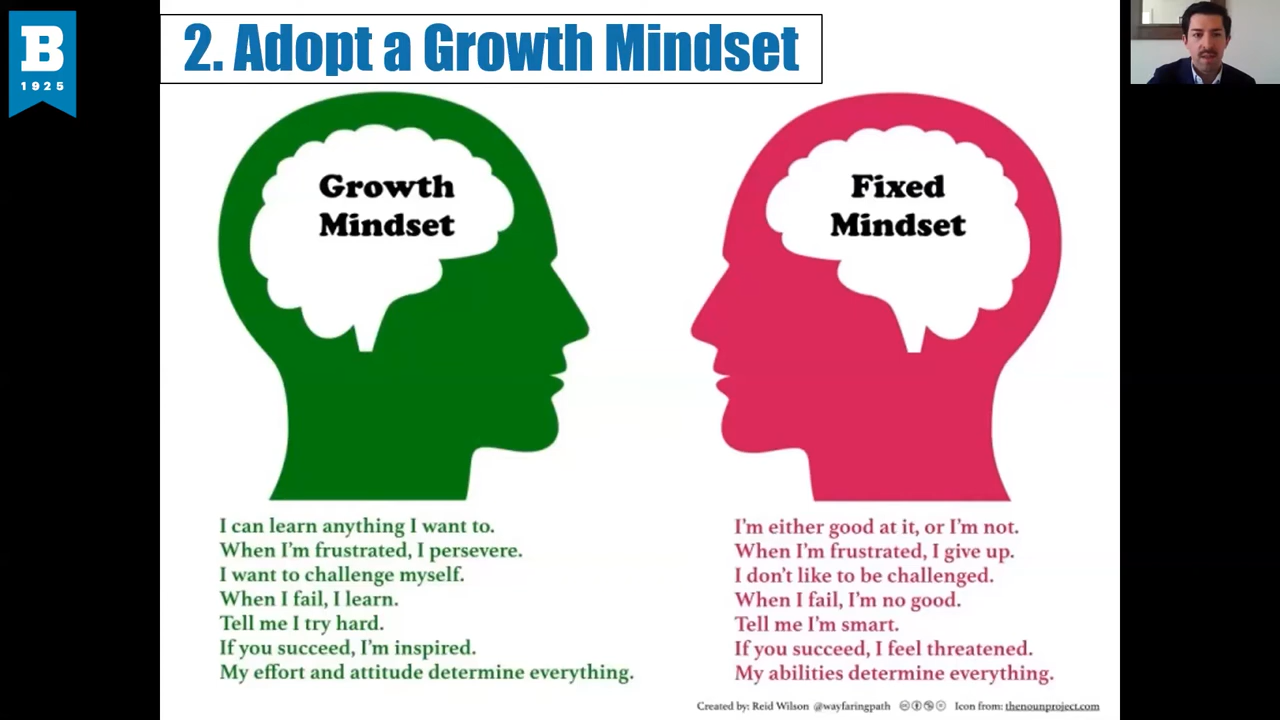 B
1925
2. Adopt a Growth Mindset
Growth
Mindset
Fixed
Mindset
I can learn anything I want to.
When I'm frustrated, I persevere.
I want to challenge myself.
When I fail, I learn.
Tell me I try hard.
If you succeed, I'm inspired.
My effort and attitude determine everything.
I'm either good at it, or I'm not.
When I'm frustrated, I give up.
I don't like to be challenged.
When I fail, I'm no good.
Tell me I'm smart.
If you succeed, I feel threatened.
My abilities determine everything.
Created by: Reid Wilson @wayfaringpath Icon from: thenounproject.com